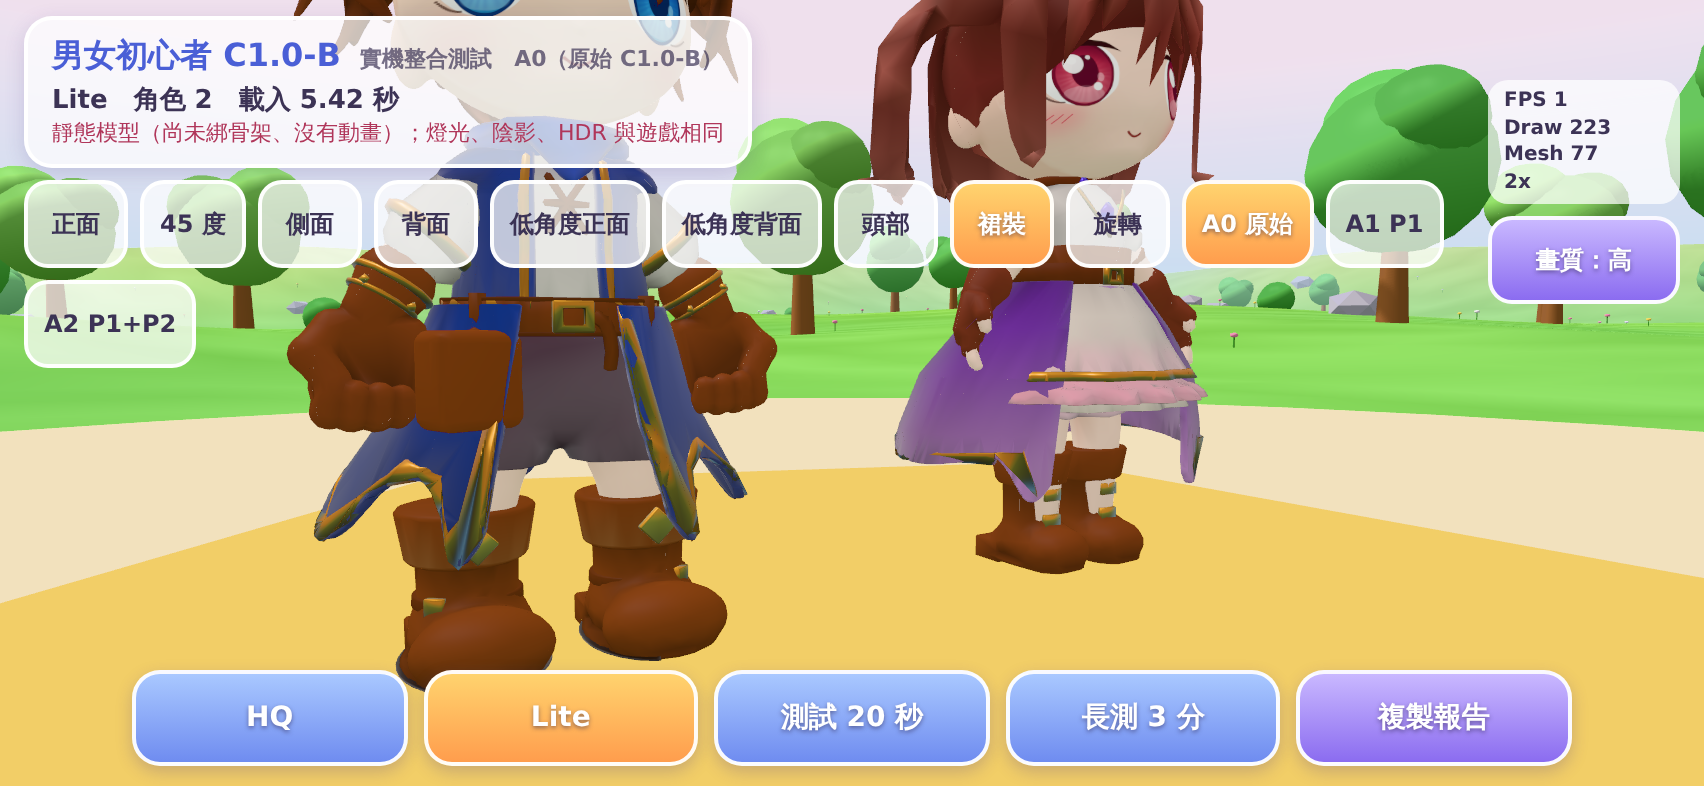 男女初心者 C1.0-B 實機整合測試 A0（原始 C1.0-B）
Lite 角色 2 載入 5.42 秒
靜態模型（尚未綁骨架、沒有動畫）；燈光、陰影、HDR 與遊戲相同
FPS 1
Draw 223
Mesh 77
2x
正面
45 度
側面
背面
低角度正面
低角度背面
頭部
裙裝
旋轉
A0 原始
A1 P1
畫質：高
A2 P1+P2
HQ
Lite
測試 20 秒
長測 3 分
複製報告